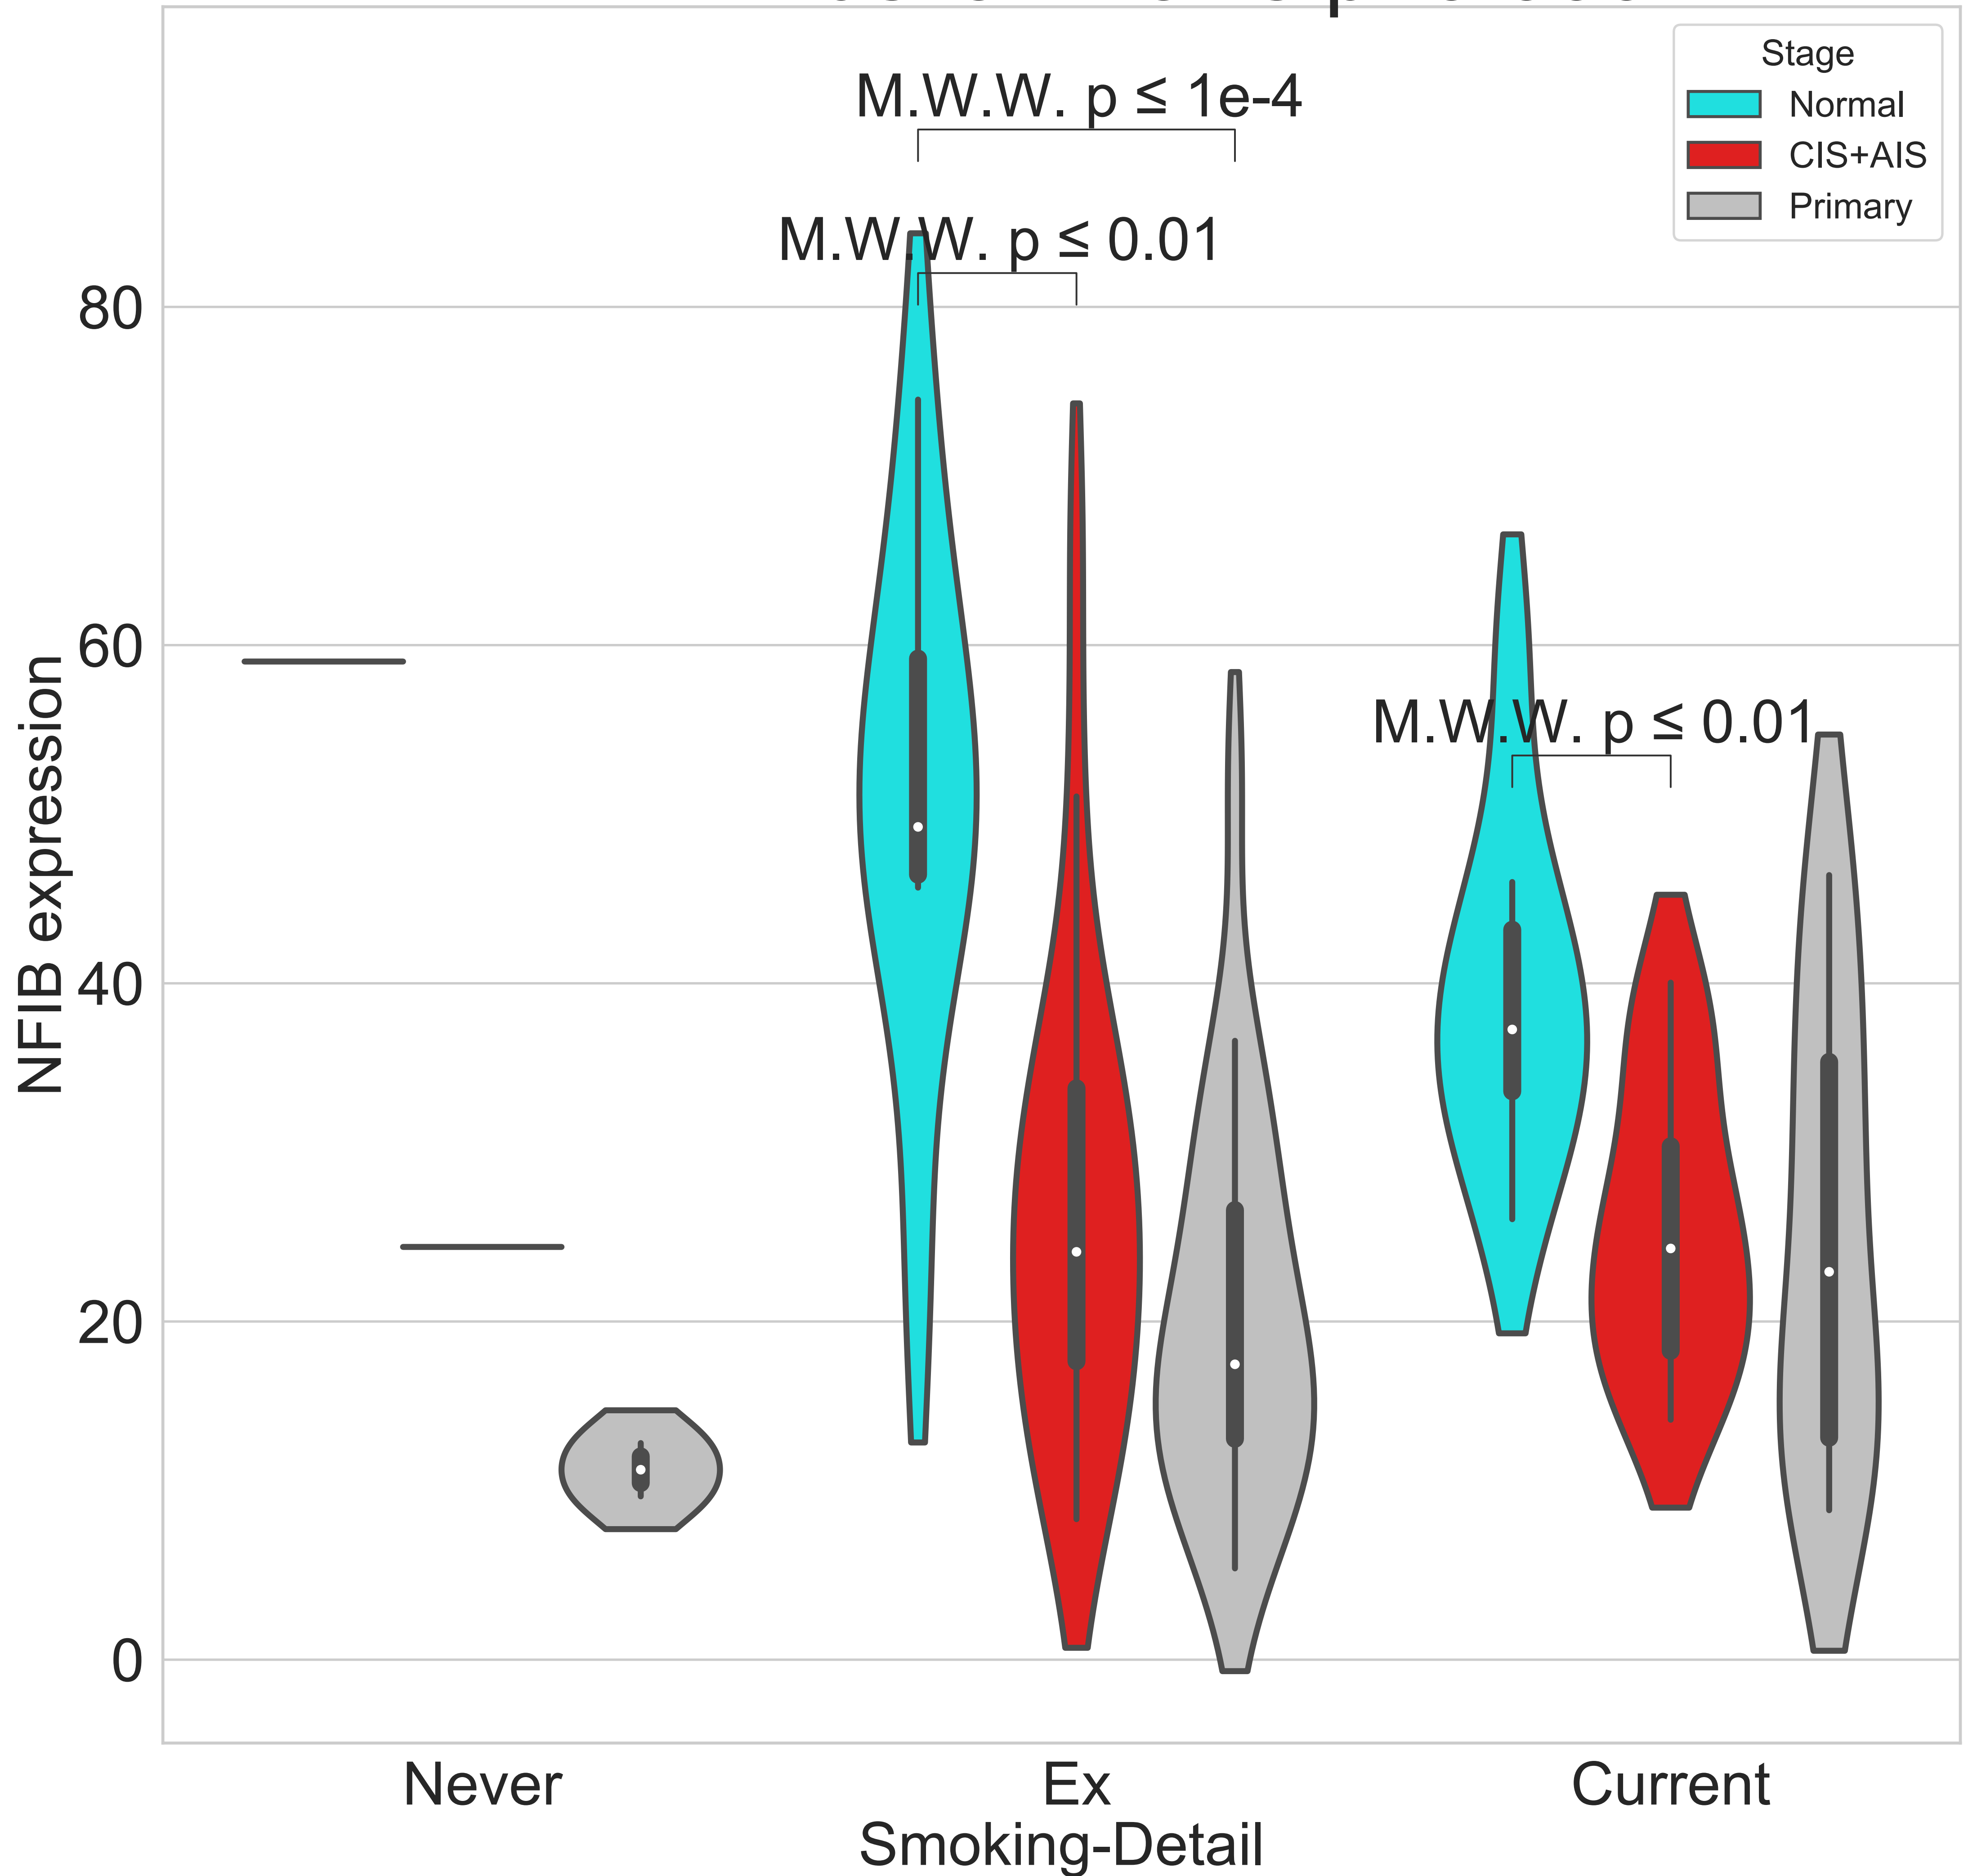 Stage
Normal
CIS+AIS
Primary
M.W.W. p ≤ 1e-4
M.W.W. p ≤ 0.01
M.W.W. p ≤ 0.01
80
60
40
20
0
NFIB expression
Never
Ex
Current
Smoking-Detail